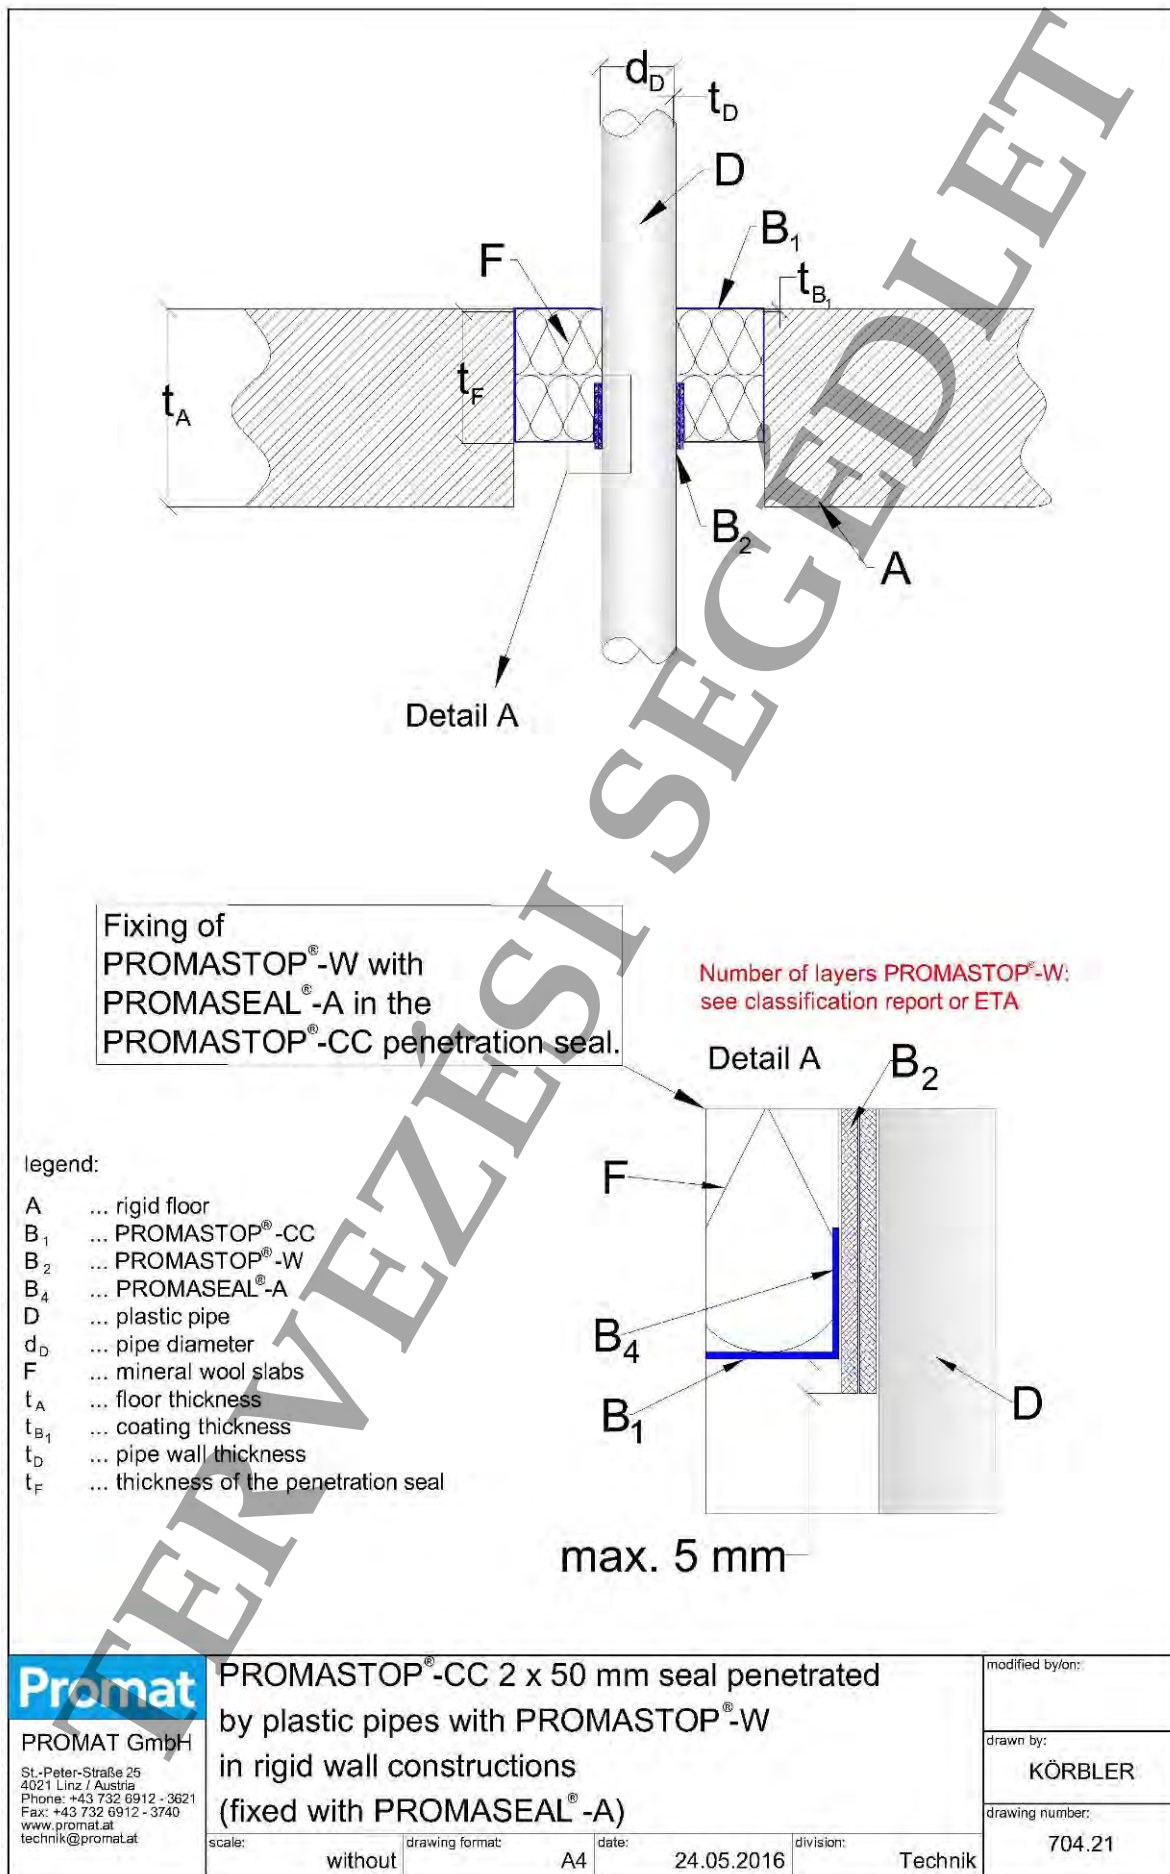 dD
tD
D
B1
F
tB1
tF
tA
B2
A
Detail A
Fixing of
PROMASTOP®-W with
PROMASEAL®-A in the
PROMASTOP®-CC penetration seal.
Number of layers PROMASTOP®-W:
see classification report or ETA
Detail A
B2
F
B4
B1
D
max. 5 mm
legend:
A ... rigid floor
B1 ... PROMASTOP®-CC
B2 ... PROMASTOP®-W
B4 ... PROMASEAL®-A
D ... plastic pipe
dD ... pipe diameter
F ... mineral wool slabs
tA ... floor thickness
tB1 ... coating thickness
tD ... pipe wall thickness
tF ... thickness of the penetration seal
TERVEZÉSI SEGÉDLET
Promat
PROMAT GmbH
St.-Peter-Straße 25
4021 Linz / Austria
Phone: +43 732 6912 - 3621
Fax: +43 732 6912 - 3740
www.promat.at
technik@promat.at
PROMASTOP®-CC 2 x 50 mm seal penetrated
by plastic pipes with PROMASTOP®-W
in rigid wall constructions
(fixed with PROMASEAL®-A)
scale: without
drawing format: A4
date: 24.05.2016
division: Technik
modified by/on:
drawn by:
KÖRBLER
drawing number:
704.21